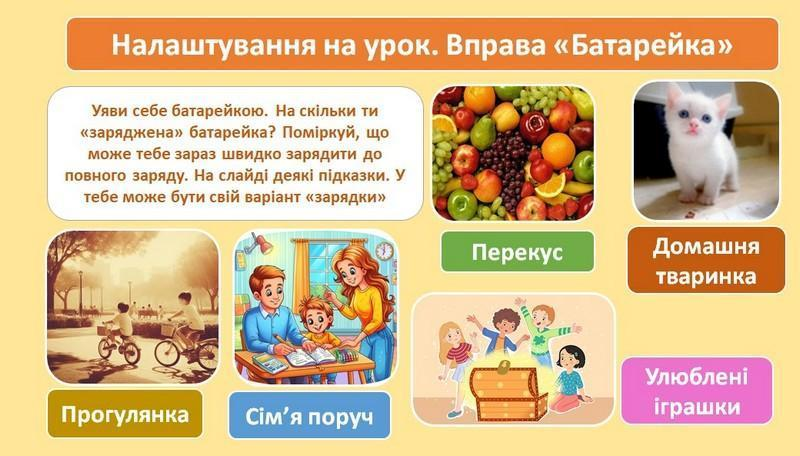 Налаштування на урок. Вправа «Батарейка»
Уяви себе батарейкою. На скільки ти
«заряджена» батарейка? Поміркуй, що
може тебе зараз швидко зарядити до
повного заряду. На слайді деякі підказки. У
тебе може бути свій варіант «зарядки»
Перекус
Домашня
тваринка
Прогулянка
Сім’я поруч
Улюблені
іграшки